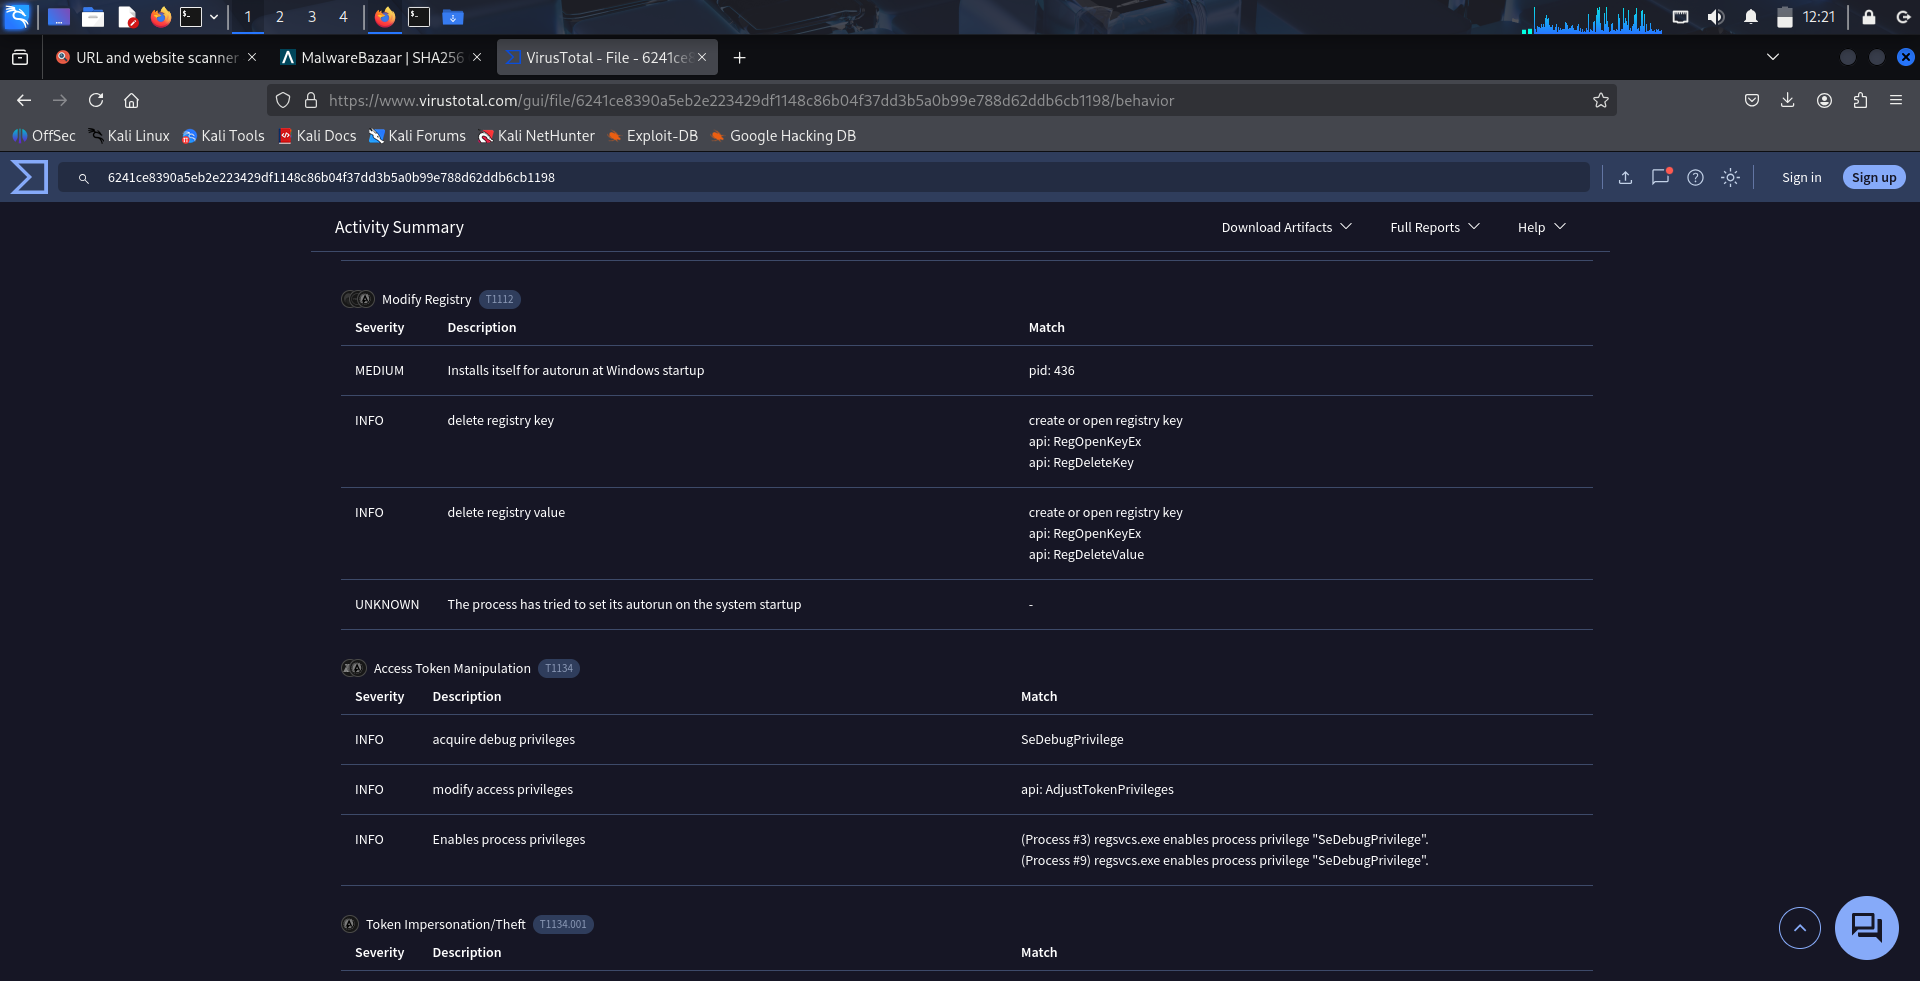 1 2 3 4 12:21
URL and website scanner MalwareBazaar | SHA256 VirusTotal - File - 6241ce8
https://www.virustotal.com/gui/file/6241ce8390a5eb2e223429df1148c86b04f37dd3b5a0b99e788d62ddb6cb1198/behavior
OffSec Kali Linux Kali Tools Kali Docs Kali Forums Kali NetHunter Exploit-DB Google Hacking DB
6241ce8390a5eb2e223429df1148c86b04f37dd3b5a0b99e788d62ddb6cb1198 Sign in Sign up
Activity Summary Download Artifacts Full Reports Help
Modify Registry T1112
Severity Description Match
MEDIUM Installs itself for autorun at Windows startup pid: 436
INFO delete registry key create or open registry key
api: RegOpenKeyEx
api: RegDeleteKey
INFO delete registry value create or open registry key
api: RegOpenKeyEx
api: RegDeleteValue
UNKNOWN The process has tried to set its autorun on the system startup -
Access Token Manipulation T1134
Severity Description Match
INFO acquire debug privileges SeDebugPrivilege
INFO modify access privileges api: AdjustTokenPrivileges
INFO Enables process privileges (Process #3) regsvcs.exe enables process privilege "SeDebugPrivilege".
(Process #9) regsvcs.exe enables process privilege "SeDebugPrivilege".
Token Impersonation/Theft T1134.001
Severity Description Match